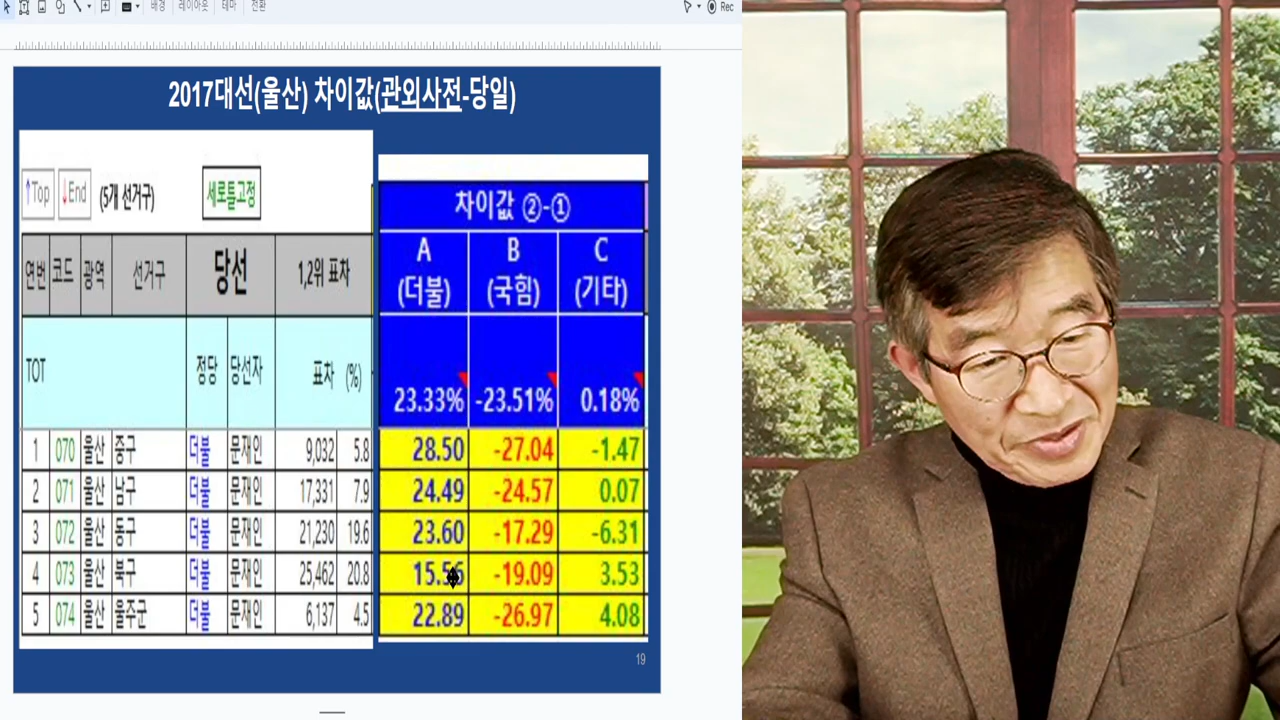 배경 레이아웃 테마 전환 Rec
2017대선(울산) 차이값(관외사전-당일)
↑Top ↓End (5개 선거구) 세로틀고정
차이값 ②-①
연번 코드 광역 선거구 당선 1,2위 표차 A (더불) B (국힘) C (기타)
TOT 정당 당선자 표차 (%) 23.33% -23.51% 0.18%
1 070 울산 중구 더불 문재인 9,032 5.8 28.50 -27.04 -1.47
2 071 울산 남구 더불 문재인 17,331 7.9 24.49 -24.57 0.07
3 072 울산 동구 더불 문재인 21,230 19.6 23.60 -17.29 -6.31
4 073 울산 북구 더불 문재인 25,462 20.8 15.56 -19.09 3.53
5 074 울산 울주군 더불 문재인 6,137 4.5 22.89 -26.97 4.08
19